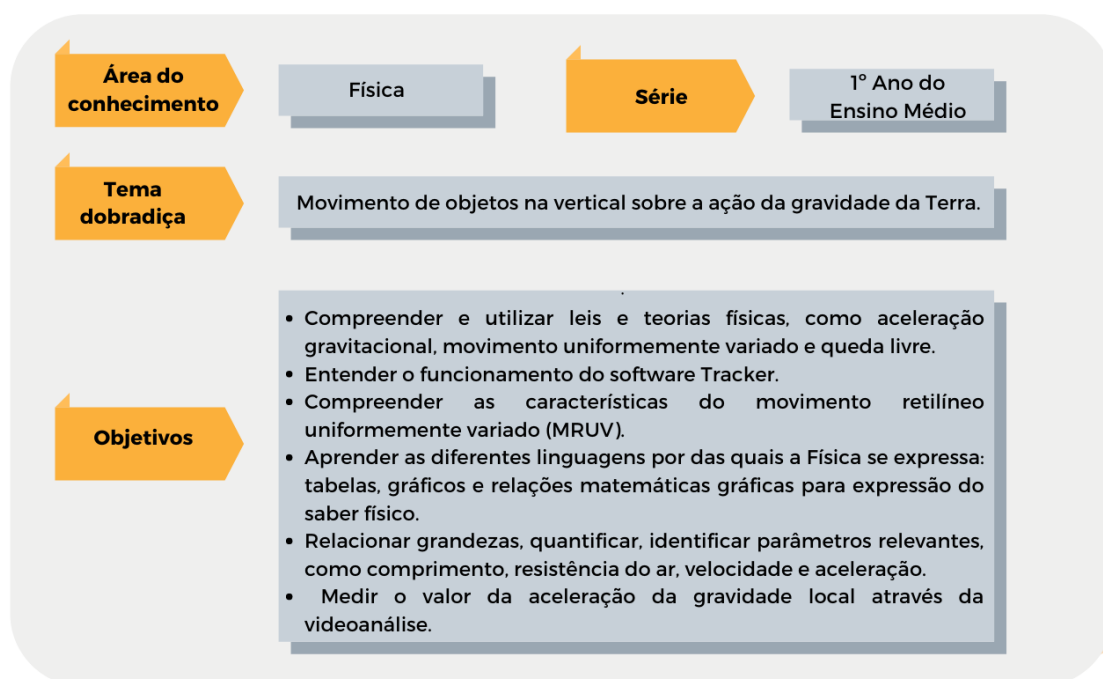 Área do
conhecimento
Física
Série
1º Ano do
Ensino Médio
Tema
dobradiça
Movimento de objetos na vertical sobre a ação da gravidade da Terra.
Objetivos
• Compreender e utilizar leis e teorias físicas, como aceleração
gravitacional, movimento uniformemente variado e queda livre.
• Entender o funcionamento do software Tracker.
• Compreender as características do movimento retilíneo
uniformemente variado (MRUV).
• Aprender as diferentes linguagens por das quais a Física se expressa:
tabelas, gráficos e relações matemáticas gráficas para expressão do
saber físico.
• Relacionar grandezas, quantificar, identificar parâmetros relevantes,
como comprimento, resistência do ar, velocidade e aceleração.
• Medir o valor da aceleração da gravidade local através da
videoanálise.